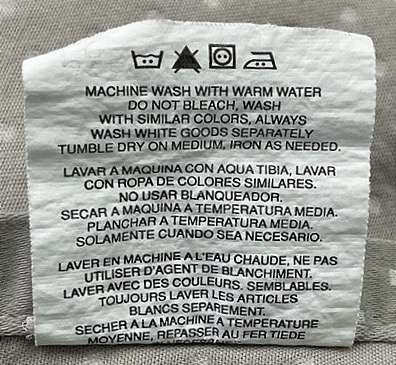 MACHINE WASH WITH WARM WATER
DO NOT BLEACH, WASH
WITH SIMILAR COLORS, ALWAYS
WASH WHITE GOODS SEPARATELY
TUMBLE DRY ON MEDIUM, IRON AS NEEDED.
LAVAR A MAQUINA CON AQUA TIBIA, LAVAR
CON ROPA DE COLORES SIMILARES.
NO USAR BLANQUEADOR.
SECAR A MAQUINA A TEMPERATURA MEDIA.
PLANCHAR A TEMPERATURA MEDIA.
SOLAMENTE CUANDO SEA NECESARIO.
LAVER EN MACHINE A L'EAU CHAUDE, NE PAS
UTILISER D'AGENT DE BLANCHIMENT.
LAVER AVEC DES COULEURS. SEMBLABLES.
TOUJOURS LAVER LES ARTICLES
BLANCS SEPAREMENT.
SECHER A LA MACHINE A TEMPERATURE
MOYENNE, REPASSER AU FER TIEDE